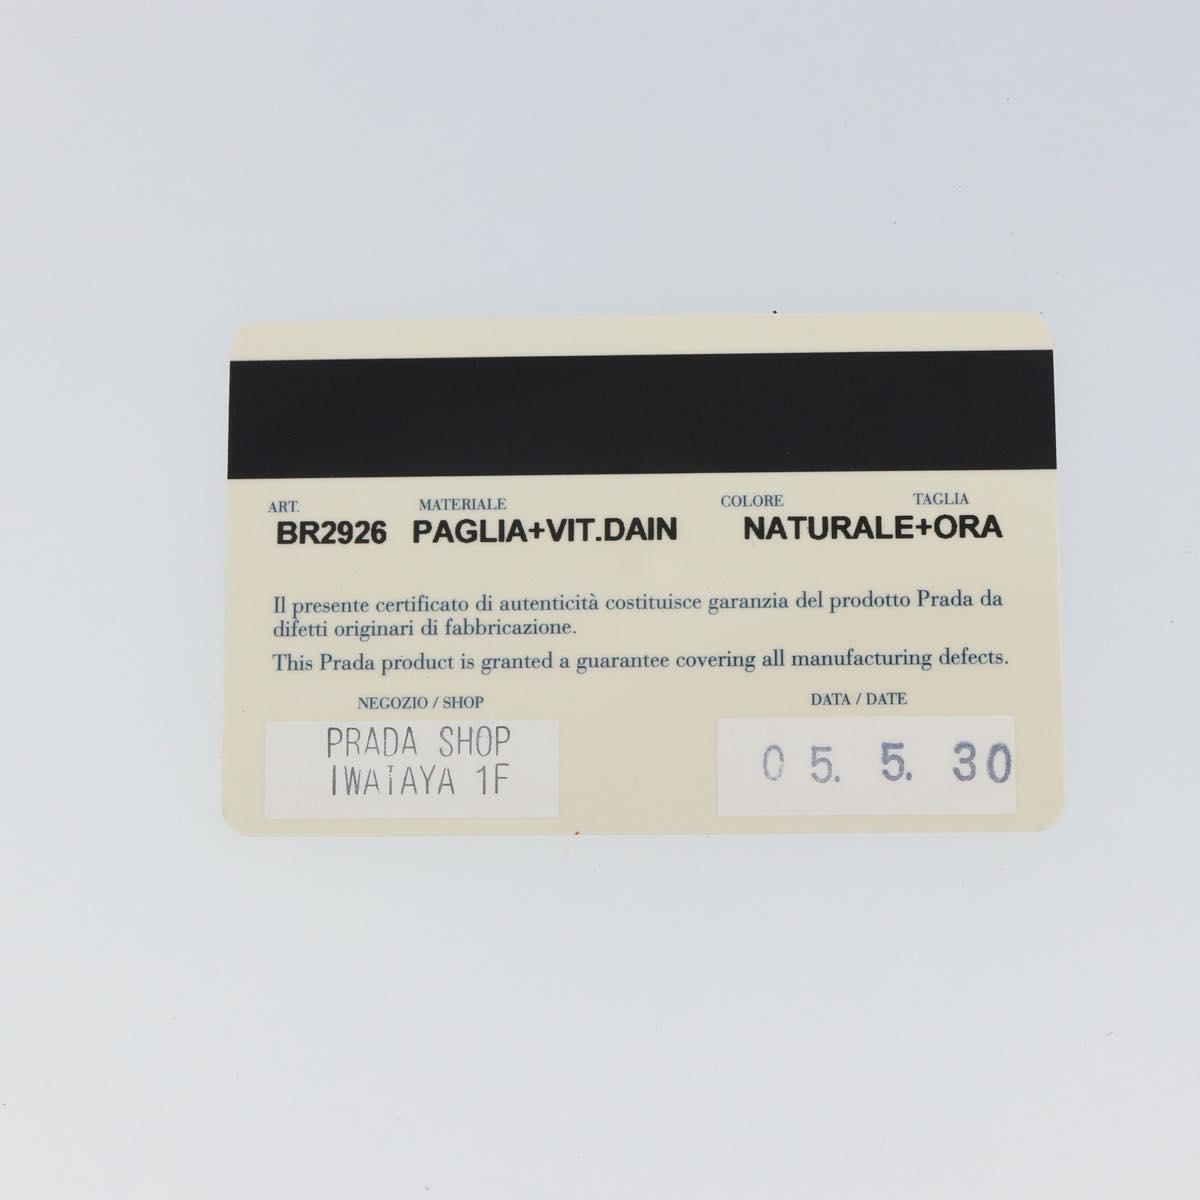 ART. MATERIALE COLORE TAGLIA
BR2926 PAGLIA+VIT.DAIN NATURALE+ORA
Il presente certificato di autenticità costituisce garanzia del prodotto Prada da
difetti originari di fabbricazione.
This Prada product is granted a guarantee covering all manufacturing defects.
NEGOZIO / SHOP DATA / DATE
PRADA SHOP
IWATAYA 1F
05. 5. 30